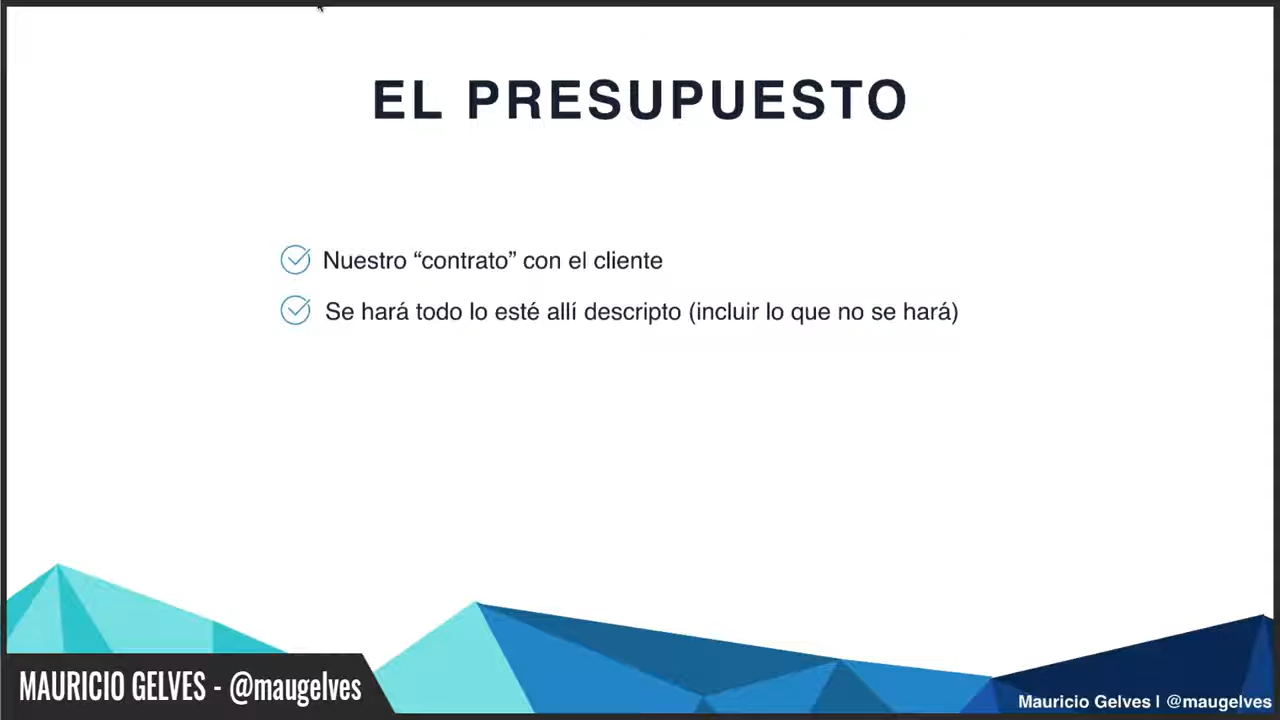 EL PRESUPUESTO
Nuestro “contrato” con el cliente
Se hará todo lo esté allí descripto (incluir lo que no se hará)
MAURICIO GELVES - @maugelves
Mauricio Gelves | @maugelves